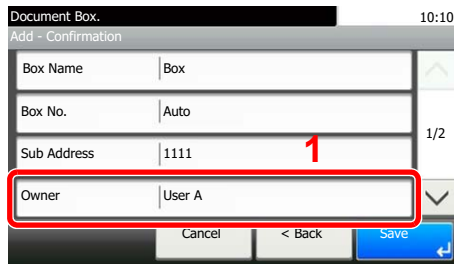 Document Box. 10:10
Add - Confirmation
Box Name Box
Box No. Auto
1/2
Sub Address 1111 1
Owner User A
Cancel < Back Save